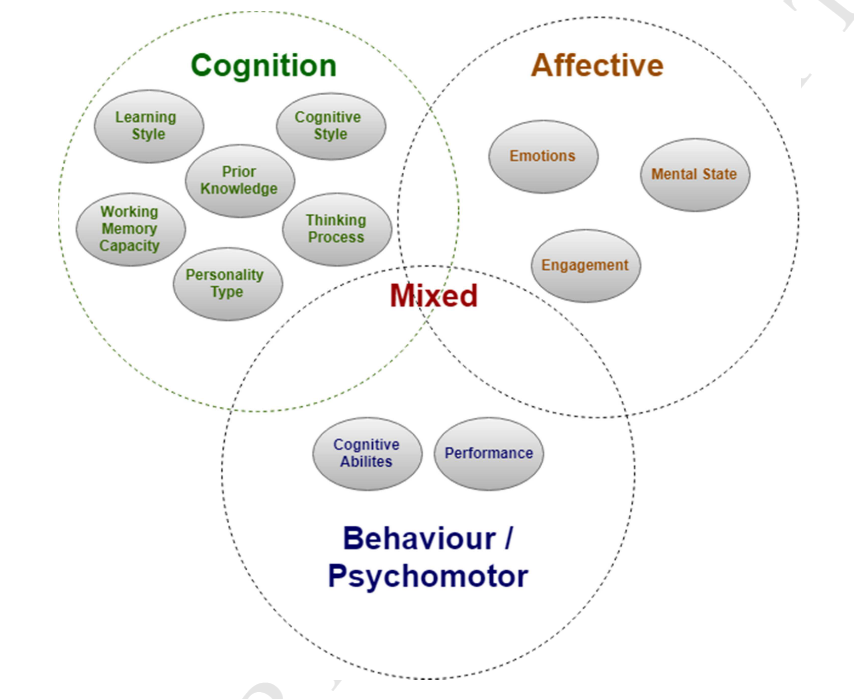 Cognition
Learning
Style
Cognitive
Style
Prior
Knowledge
Working
Memory
Capacity
Thinking
Process
Personality
Type
Affective
Emotions
Mental State
Engagement
Mixed
Cognitive
Abilites
Performance
Behaviour /
Psychomotor